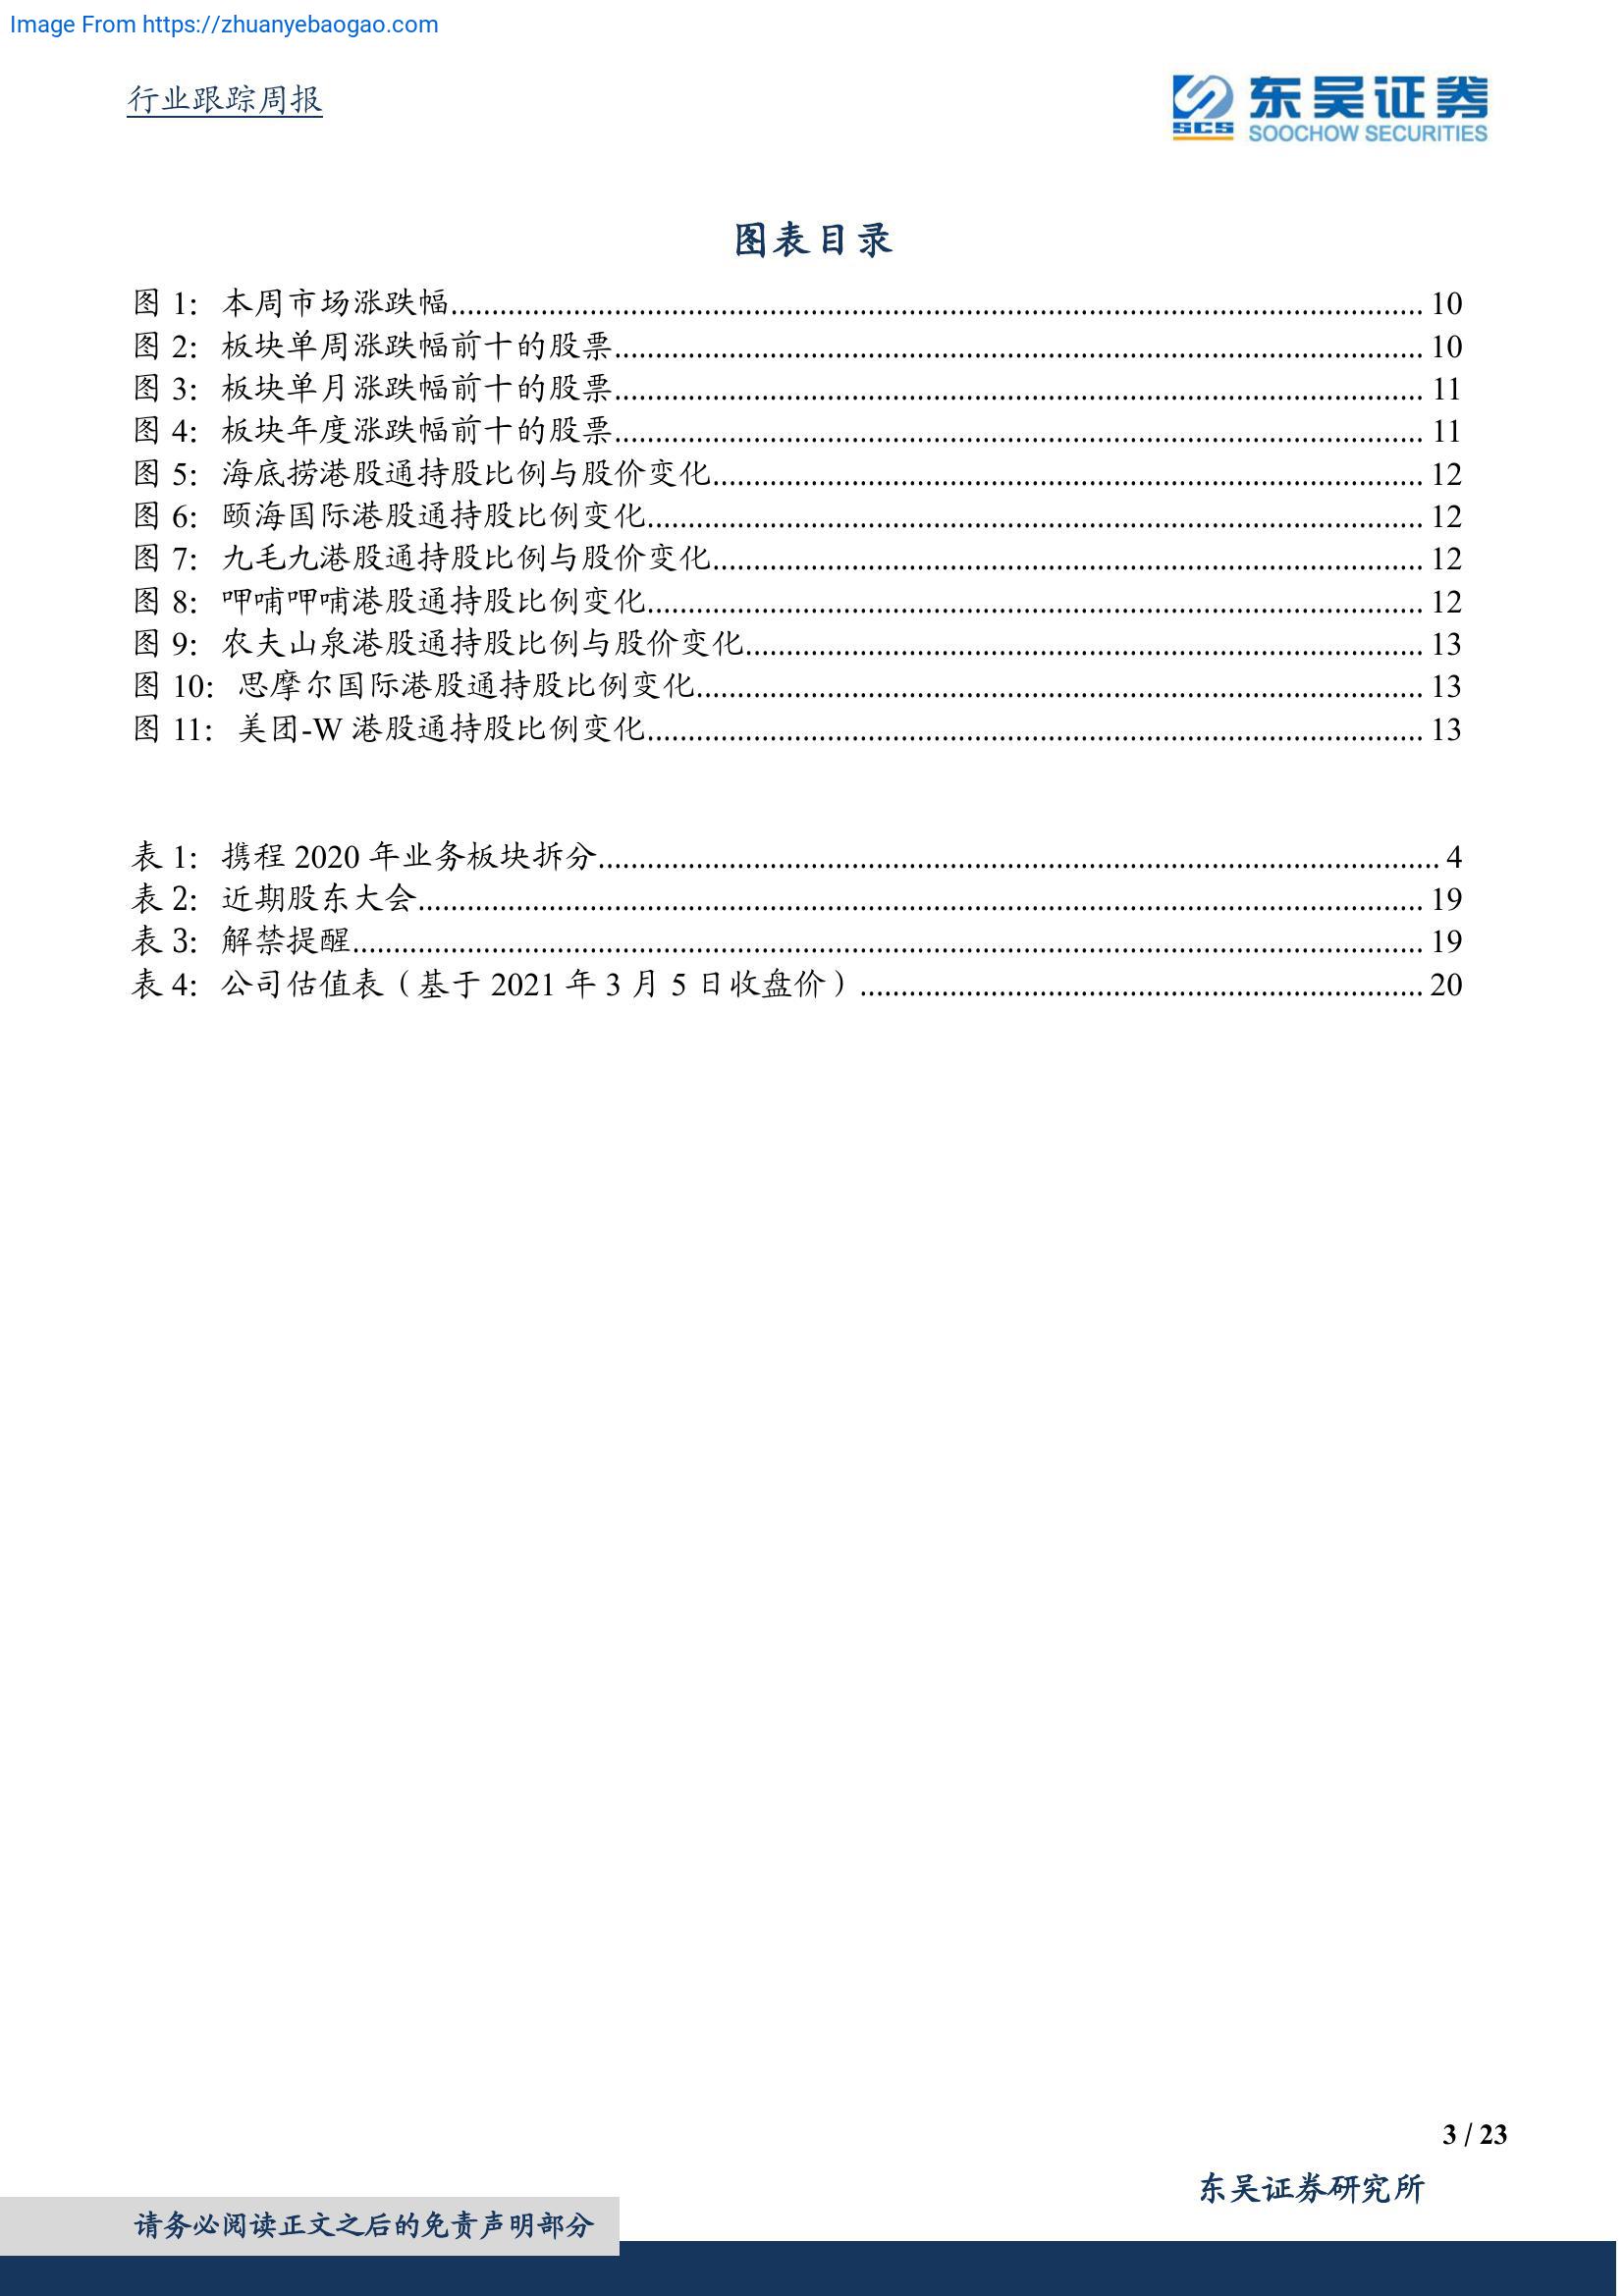 Image From https://zhuanyebaogao.com
行业跟踪周报
东吴证券
SCS
SOOCHOW SECURITIES
图表目录
图 1：本周市场涨跌幅 10
图 2：板块单周涨跌幅前十的股票 10
图 3：板块单月涨跌幅前十的股票 11
图 4：板块年度涨跌幅前十的股票 11
图 5：海底捞港股通持股比例与股价变化 12
图 6：颐海国际港股通持股比例变化 12
图 7：九毛九港股通持股比例与股价变化 12
图 8：呷哺呷哺港股通持股比例变化 12
图 9：农夫山泉港股通持股比例与股价变化 13
图 10：思摩尔国际港股通持股比例变化 13
图 11：美团-W 港股通持股比例变化 13
表 1：携程 2020 年业务板块拆分 4
表 2：近期股东大会 19
表 3：解禁提醒 19
表 4：公司估值表（基于 2021 年 3 月 5 日收盘价） 20
3 / 23
东吴证券研究所
请务必阅读正文之后的免责声明部分